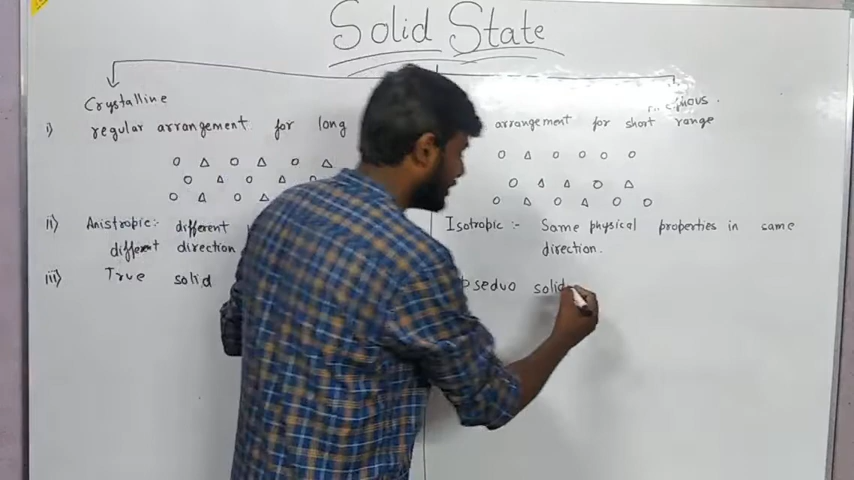 Solid State
Crystalline
i) regular arrangement for long arrangement for short range
ii) Anistropic:- different Isotropic :- Same physical properties in same
different direction direction.
iii) True solid pseduo solid